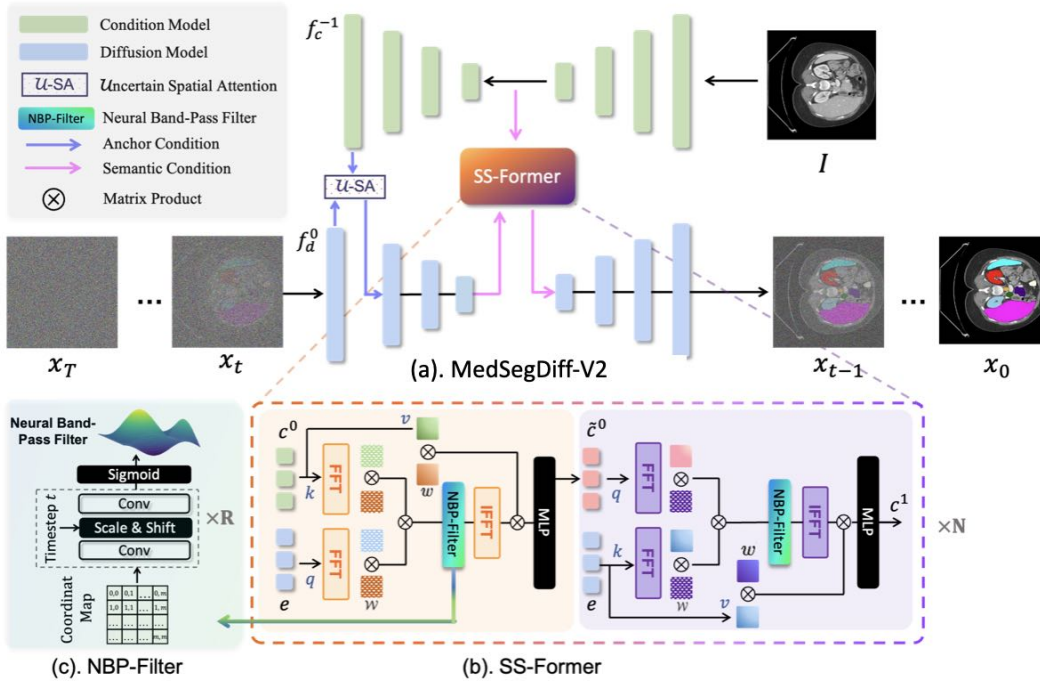 Condition Model
Diffusion Model
U-SA Uncertain Spatial Attention
NBP-Filter Neural Band-Pass Filter
Anchor Condition
Semantic Condition
Matrix Product
f_c^{-1}
I
U-SA
SS-Former
f_d^0
...
...
x_T
x_t
(a). MedSegDiff-V2
x_{t-1}
x_0
Neural Band-
Pass Filter
Sigmoid
Timestep t
Conv
Scale & Shift
Conv
×R
Coordinat
Map
0,0 0,1 ... 0, m
1,0 1,1 ... 1, m
... ... ... ...
... ... ... m, m
(c). NBP-Filter
c^0
v
k
FFT
w
NBP-Filter
IFFT
MLP
q
FFT
w
e
c̃^0
q
FFT
NBP-Filter
IFFT
MLP
c^1
k
FFT
w
w
v
e
×N
(b). SS-Former